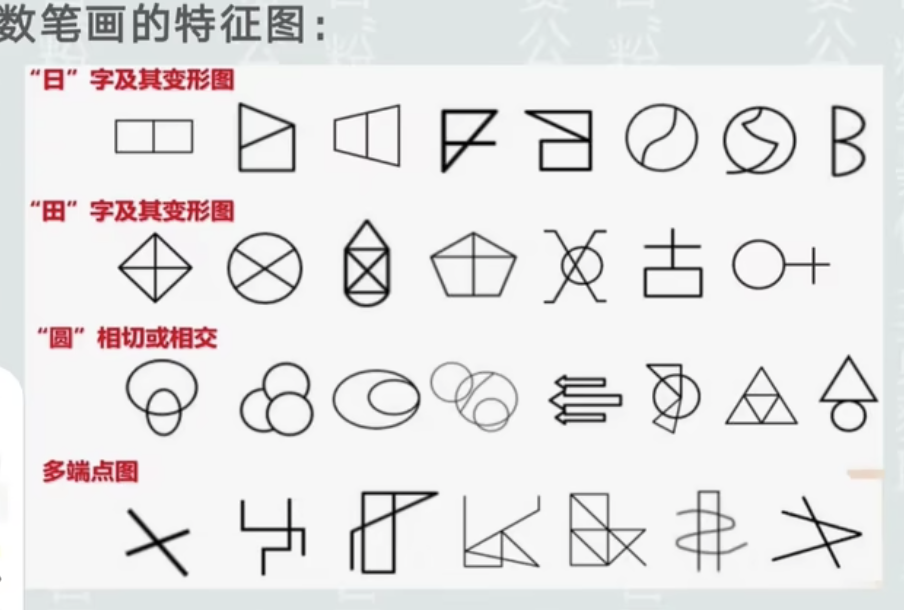 数笔画的特征图：
“日”字及其变形图
“田”字及其变形图
“圆”相切或相交
多端点图